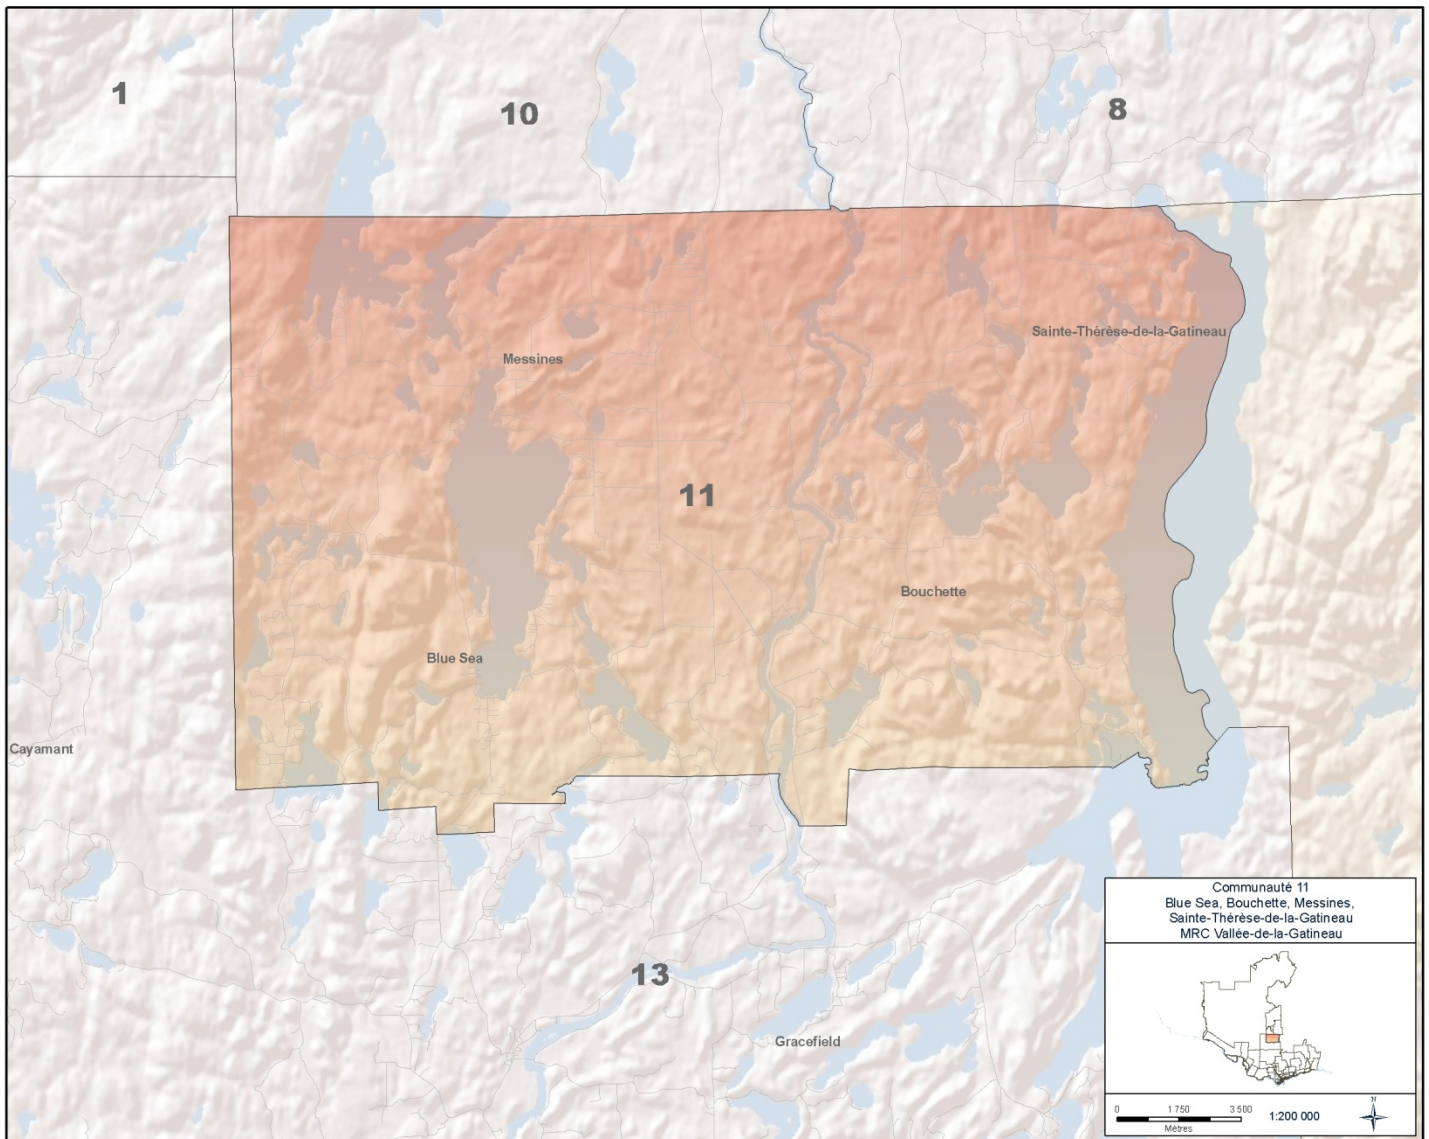 1
10
8
Sainte-Thérèse-de-la-Gatineau
Messines
11
Bouchette
Blue Sea
Cayamant
13
Gracefield
Communauté 11
Blue Sea, Bouchette, Messines,
Sainte-Thérèse-de-la-Gatineau
MRC Vallée-de-la-Gatineau
0 1 750 3 500
Mètres
1:200 000
N